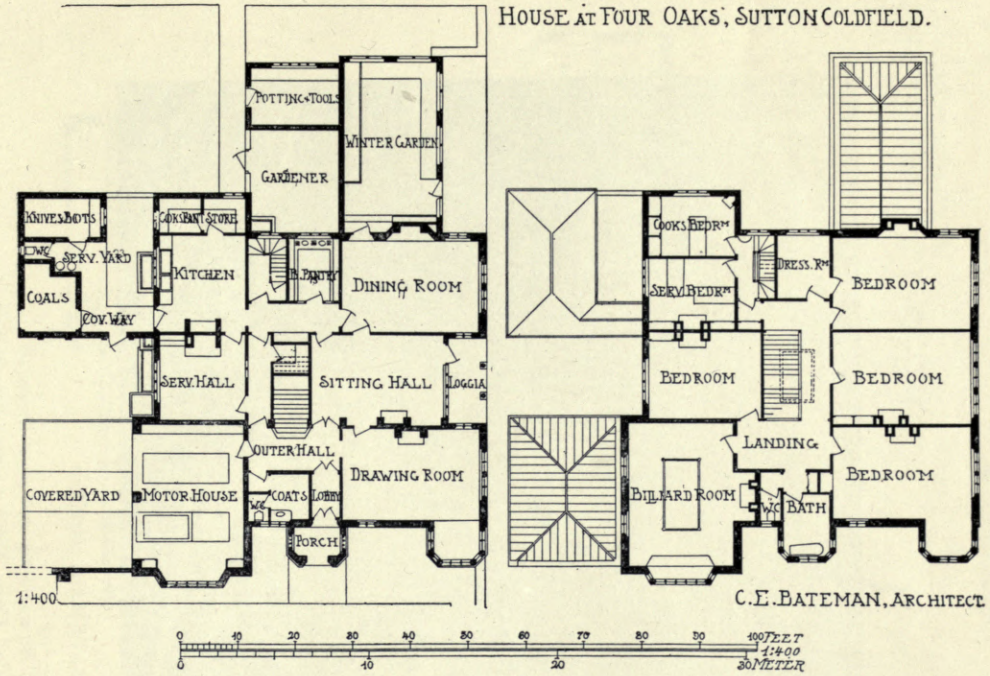 HOUSE AT FOUR OAKS, SUTTON COLDFIELD.
POTTING & TOOLS
WINTER GARDEN
GARDENER
KNIVES BOTS
COOKS PANT STORE
WC
SERV. YARD
KITCHEN
B. PANTRY
DINING ROOM
COALS
COV. WAY
SERV. HALL
SITTING HALL
LOGGIA
OUTER HALL
COVERED YARD
MOTOR HOUSE
WC
COATS
LOBBY
DRAWING ROOM
PORCH
1:400
COOKS BEDRM
SERV. BEDRM
DRESS. RM
BEDROOM
BEDROOM
BEDROOM
LANDING
BILLIARD ROOM
WC
BATH
BEDROOM
C.E. BATEMAN, ARCHITECT.
0 10 20 30 40 50 60 70 80 90 100 FEET
1:400
0 10 20 30 METER